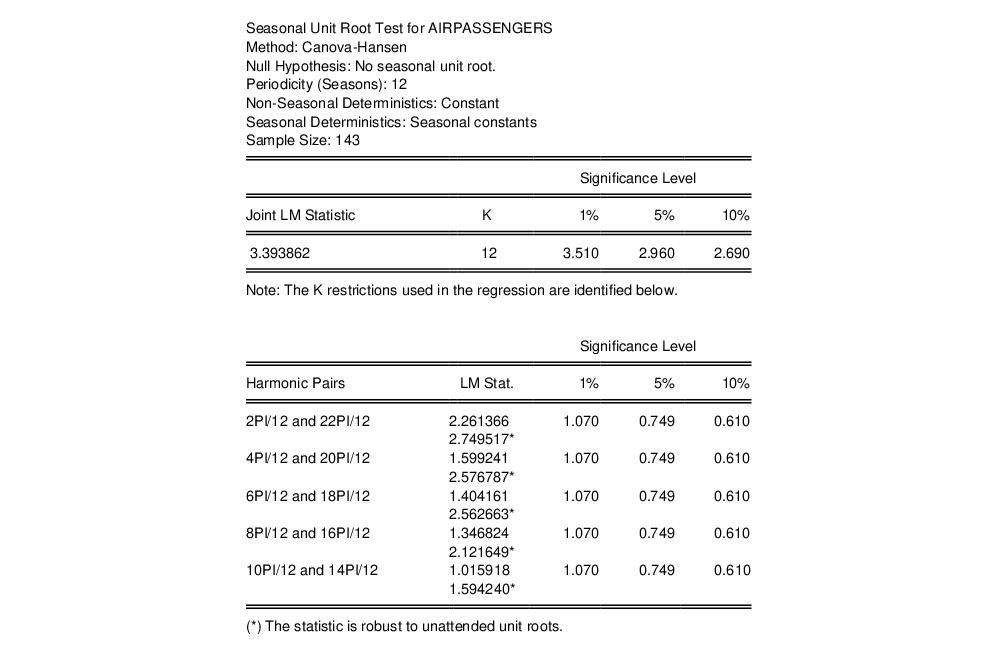 Seasonal Unit Root Test for AIRPASSENGERS
Method: Canova-Hansen
Null Hypothesis: No seasonal unit root.
Periodicity (Seasons): 12
Non-Seasonal Deterministics: Constant
Seasonal Deterministics: Seasonal constants
Sample Size: 143
Significance Level
Joint LM Statistic K 1% 5% 10%
3.393862 12 3.510 2.960 2.690
Note: The K restrictions used in the regression are identified below.
Significance Level
Harmonic Pairs LM Stat. 1% 5% 10%
2PI/12 and 22PI/12 2.261366 1.070 0.749 0.610
2.749517*
4PI/12 and 20PI/12 1.599241 1.070 0.749 0.610
2.576787*
6PI/12 and 18PI/12 1.404161 1.070 0.749 0.610
2.562663*
8PI/12 and 16PI/12 1.346824 1.070 0.749 0.610
2.121649*
10PI/12 and 14PI/12 1.015918 1.070 0.749 0.610
1.594240*
(*) The statistic is robust to unattended unit roots.